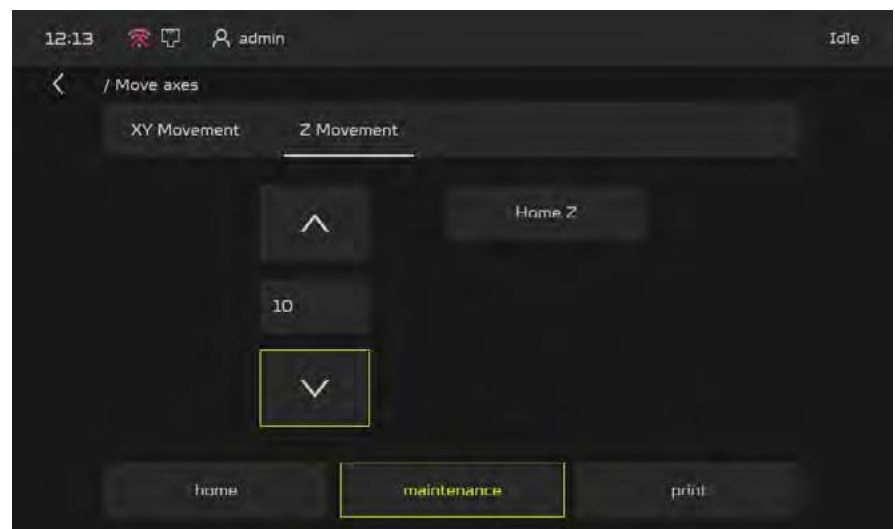 12:13 admin Idle
/ Move axes
XY Movement Z Movement
Home Z
10
home maintenance print